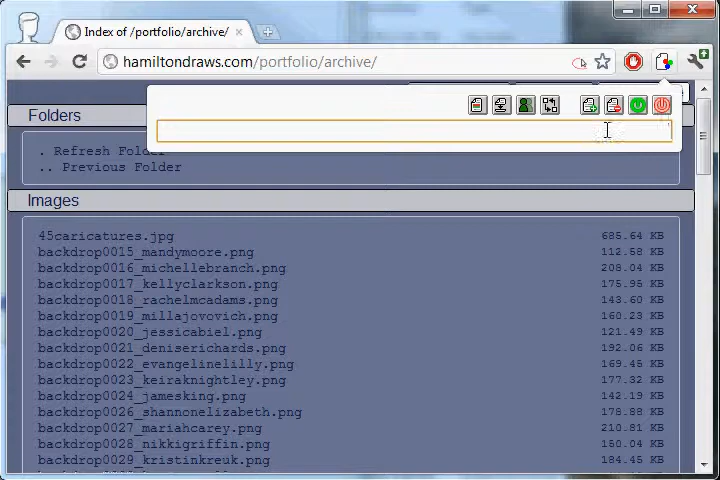 Index of /portfolio/archive/
hamiltondraws.com/portfolio/archive/
Folders
. Refresh Folder
.. Previous Folder
Images
45caricatures.jpg 685.64 KB
backdrop0015_mandymoore.png 112.58 KB
backdrop0016_michellebranch.png 208.04 KB
backdrop0017_kellyclarkson.png 175.95 KB
backdrop0018_rachelmcadams.png 143.60 KB
backdrop0019_millajovovich.png 160.23 KB
backdrop0020_jessicabiel.png 121.49 KB
backdrop0021_deniserichards.png 192.06 KB
backdrop0022_evangelinelilly.png 169.45 KB
backdrop0023_keiraknightley.png 177.32 KB
backdrop0024_jamesking.png 142.19 KB
backdrop0026_shannonelizabeth.png 178.88 KB
backdrop0027_mariahcarey.png 210.81 KB
backdrop0028_nikkigriffin.png 150.04 KB
backdrop0029_kristinkreuk.png 184.45 KB